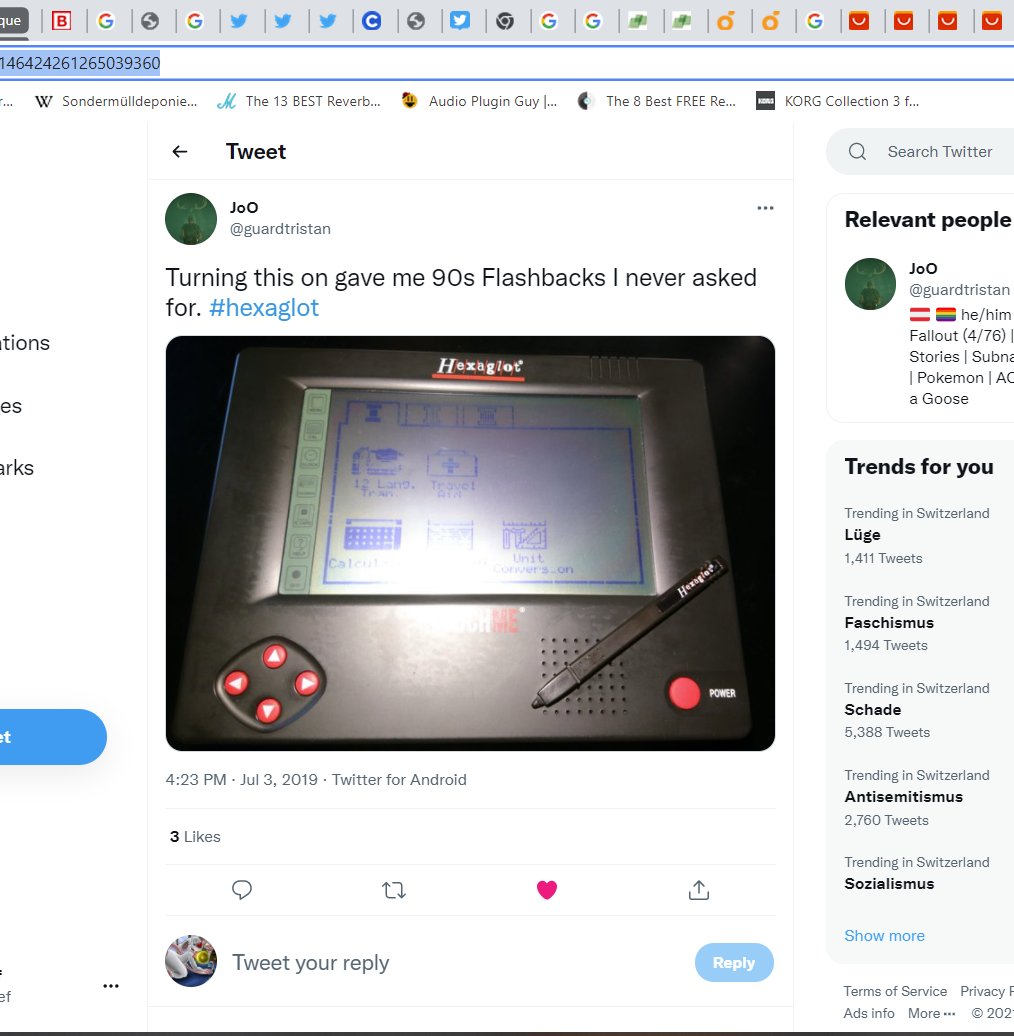 que
146424261265039360
r...
Sondermülldeponie...
The 13 BEST Reverb...
Audio Plugin Guy |...
The 8 Best FREE Re...
KORG
KORG Collection 3 f...
Tweet
Search Twitter
JoO
@guardtristan
Turning this on gave me 90s Flashbacks I never asked
for. #hexaglot
Hexaglot®
12 Lang.
Tran.
Travel
Aid
Calcul
Unit
Convers on
HELP
ME®
Hexaglot®
POWER
4:23 PM · Jul 3, 2019 · Twitter for Android
3 Likes
Tweet your reply
Reply
Relevant people
JoO
@guardtristan
he/him
Fallout (4/76) |
Stories | Subna
| Pokemon | AC
a Goose
Trends for you
Trending in Switzerland
Lüge
1,411 Tweets
Trending in Switzerland
Faschismus
1,494 Tweets
Trending in Switzerland
Schade
5,388 Tweets
Trending in Switzerland
Antisemitismus
2,760 Tweets
Trending in Switzerland
Sozialismus
Show more
Terms of Service Privacy P
Ads info More ··· © 2021
ations
es
arks
et
ef